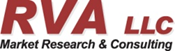 RVA LLC
Market Research & Consulting